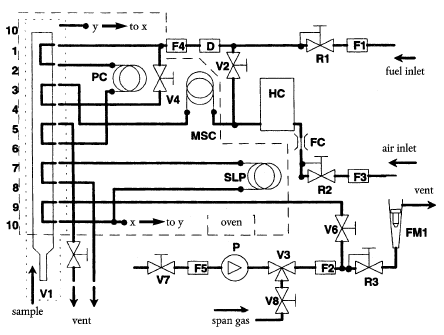 10
y → to x
1
F4
D
R1
F1
fuel inlet
2
PC
V4
V2
HC
3
4
MSC
5
FC
air inlet
6
7
SLP
R2
F3
vent
8
9
x → to y
oven
V6
FM1
10
P
V3
V7
F5
F2
R3
V1
V8
sample
vent
span gas